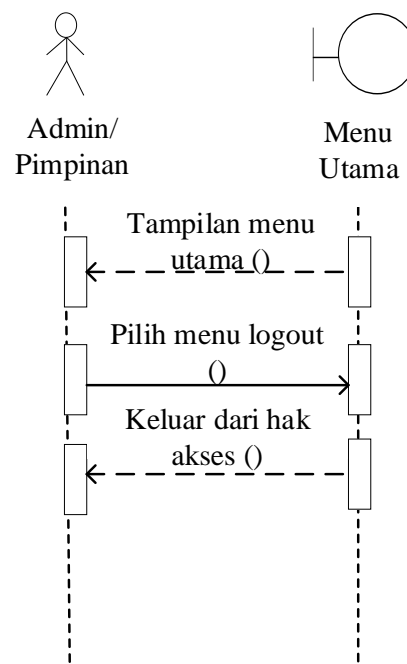 Admin/
Pimpinan
Menu
Utama
Tampilan menu
utama ()
Pilih menu logout
()
Keluar dari hak
akses ()